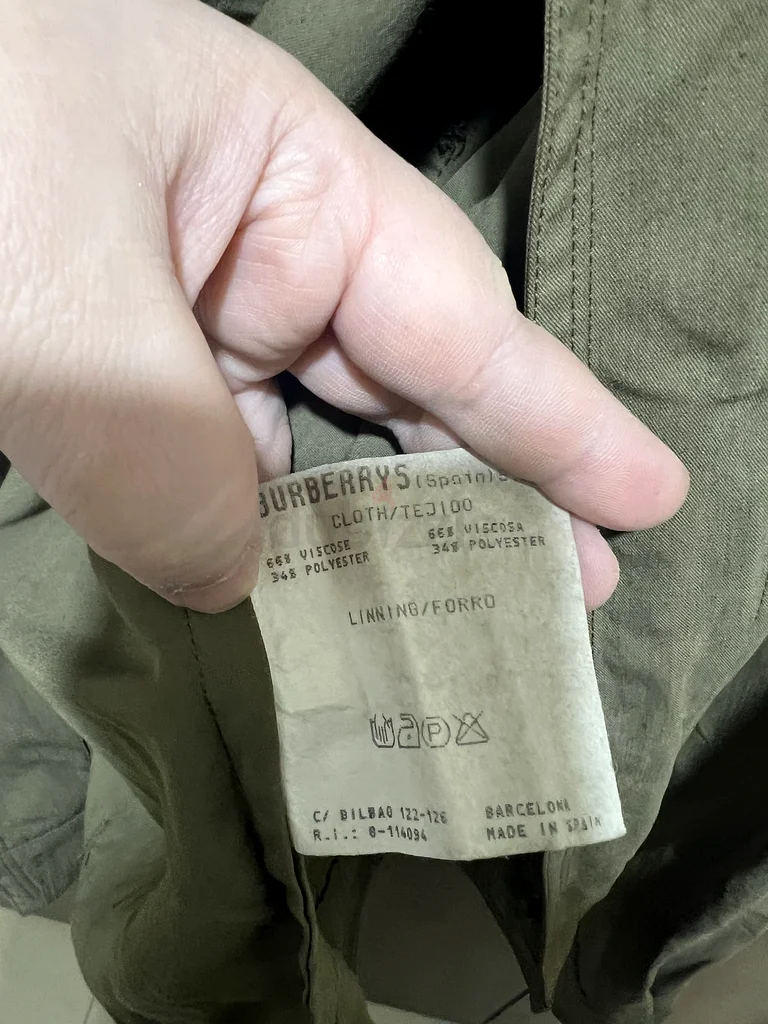 BURBERRYS (Spain) S
CLOTH/TEJIDO
66% VISCOSE 66% VISCOSA
34% POLYESTER 34% POLYESTER
LINNING/FORRO
P
C/ BILBAO 122-126 BARCELONA
R.I.: 8-114094 MADE IN SPAIN